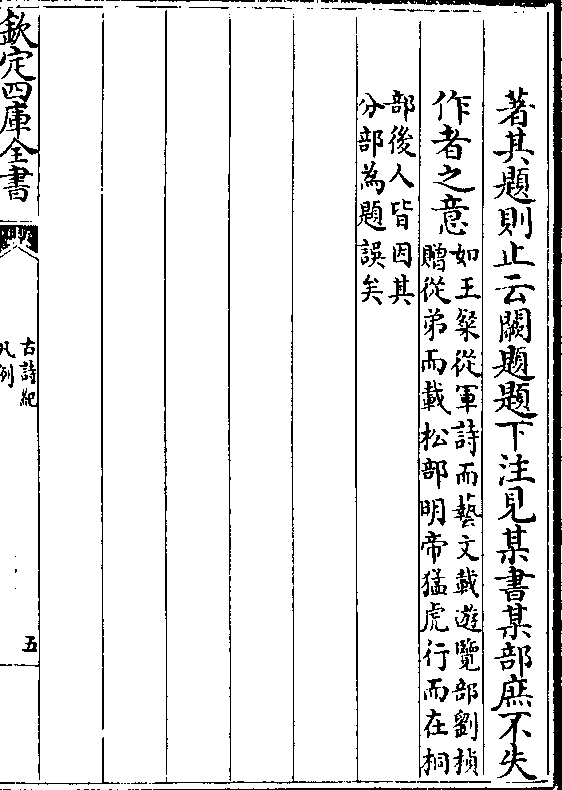 著其題則止云闕題題下注見某書某部庶不失
作者之意
如王粲從軍詩而藝文載遊覽部劉楨
贈從弟而載松部明帝猛虎行而在桐
部後人皆因其
分部為題誤矣
欽定四庫全書
古詩紀
凡例
五